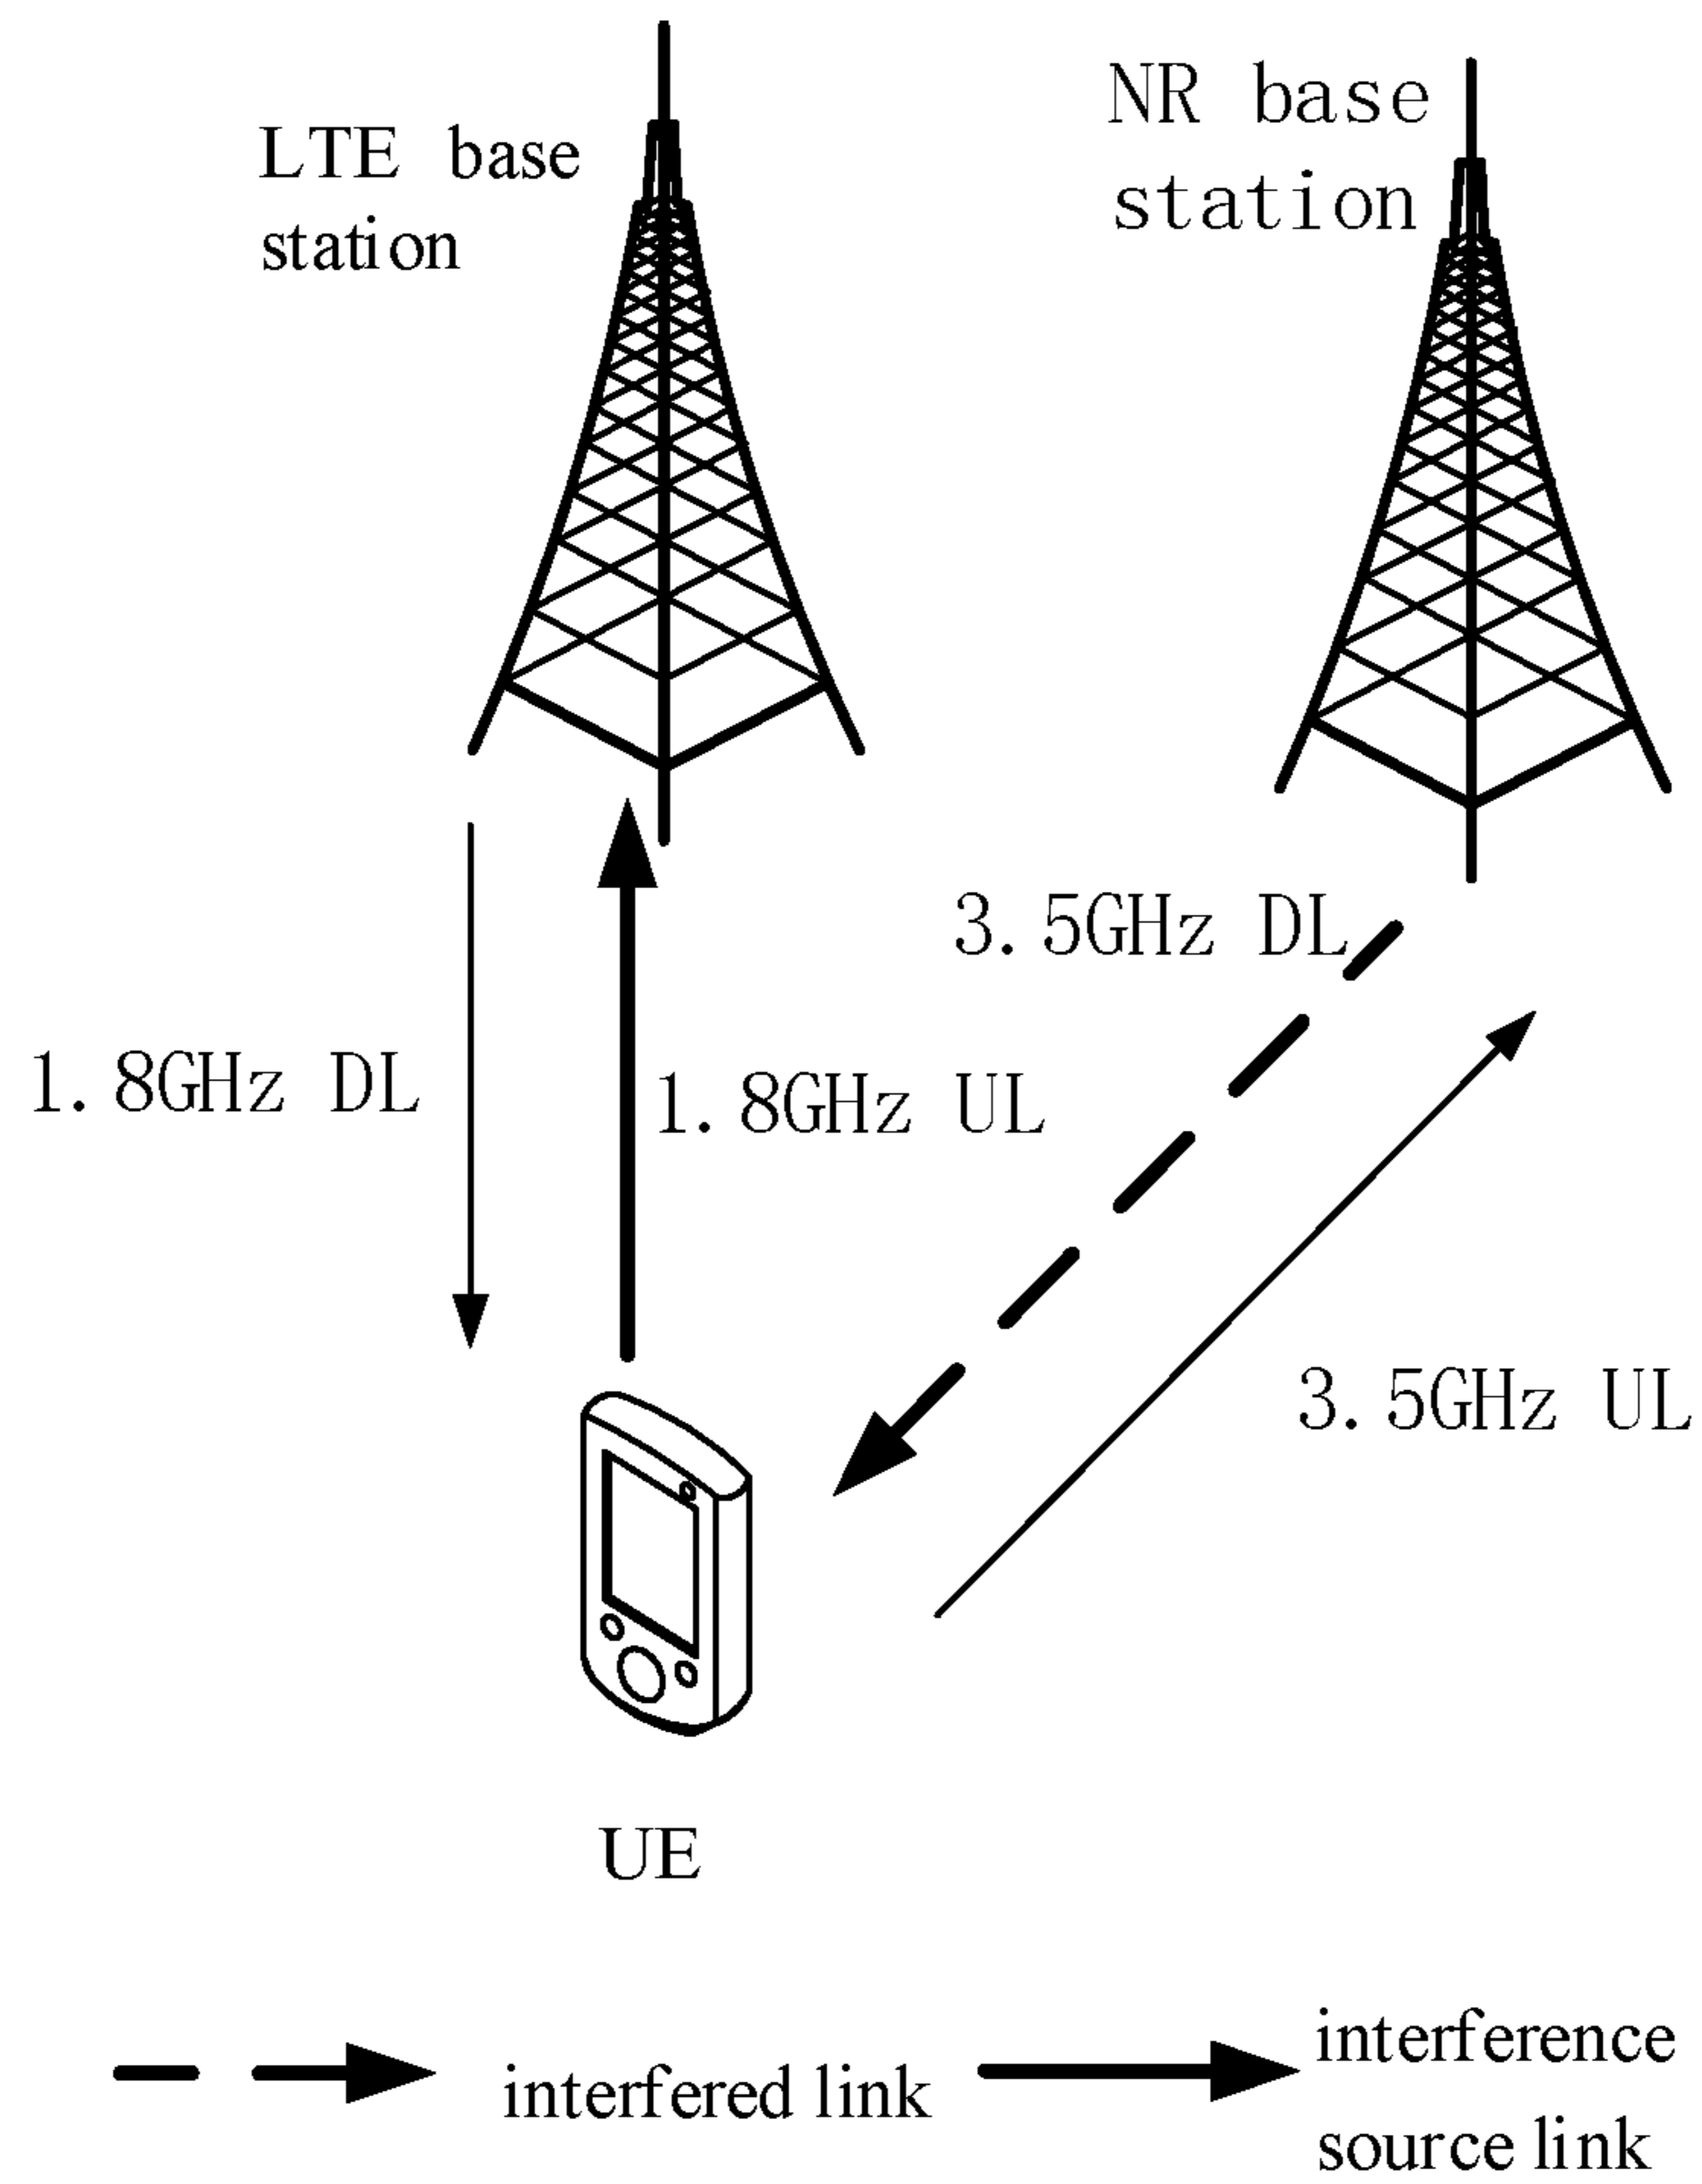 LTE base
station
NR base
station
3.5GHz DL
1.8GHz DL
1.8GHz UL
3.5GHz UL
UE
interfered link
interference
source link